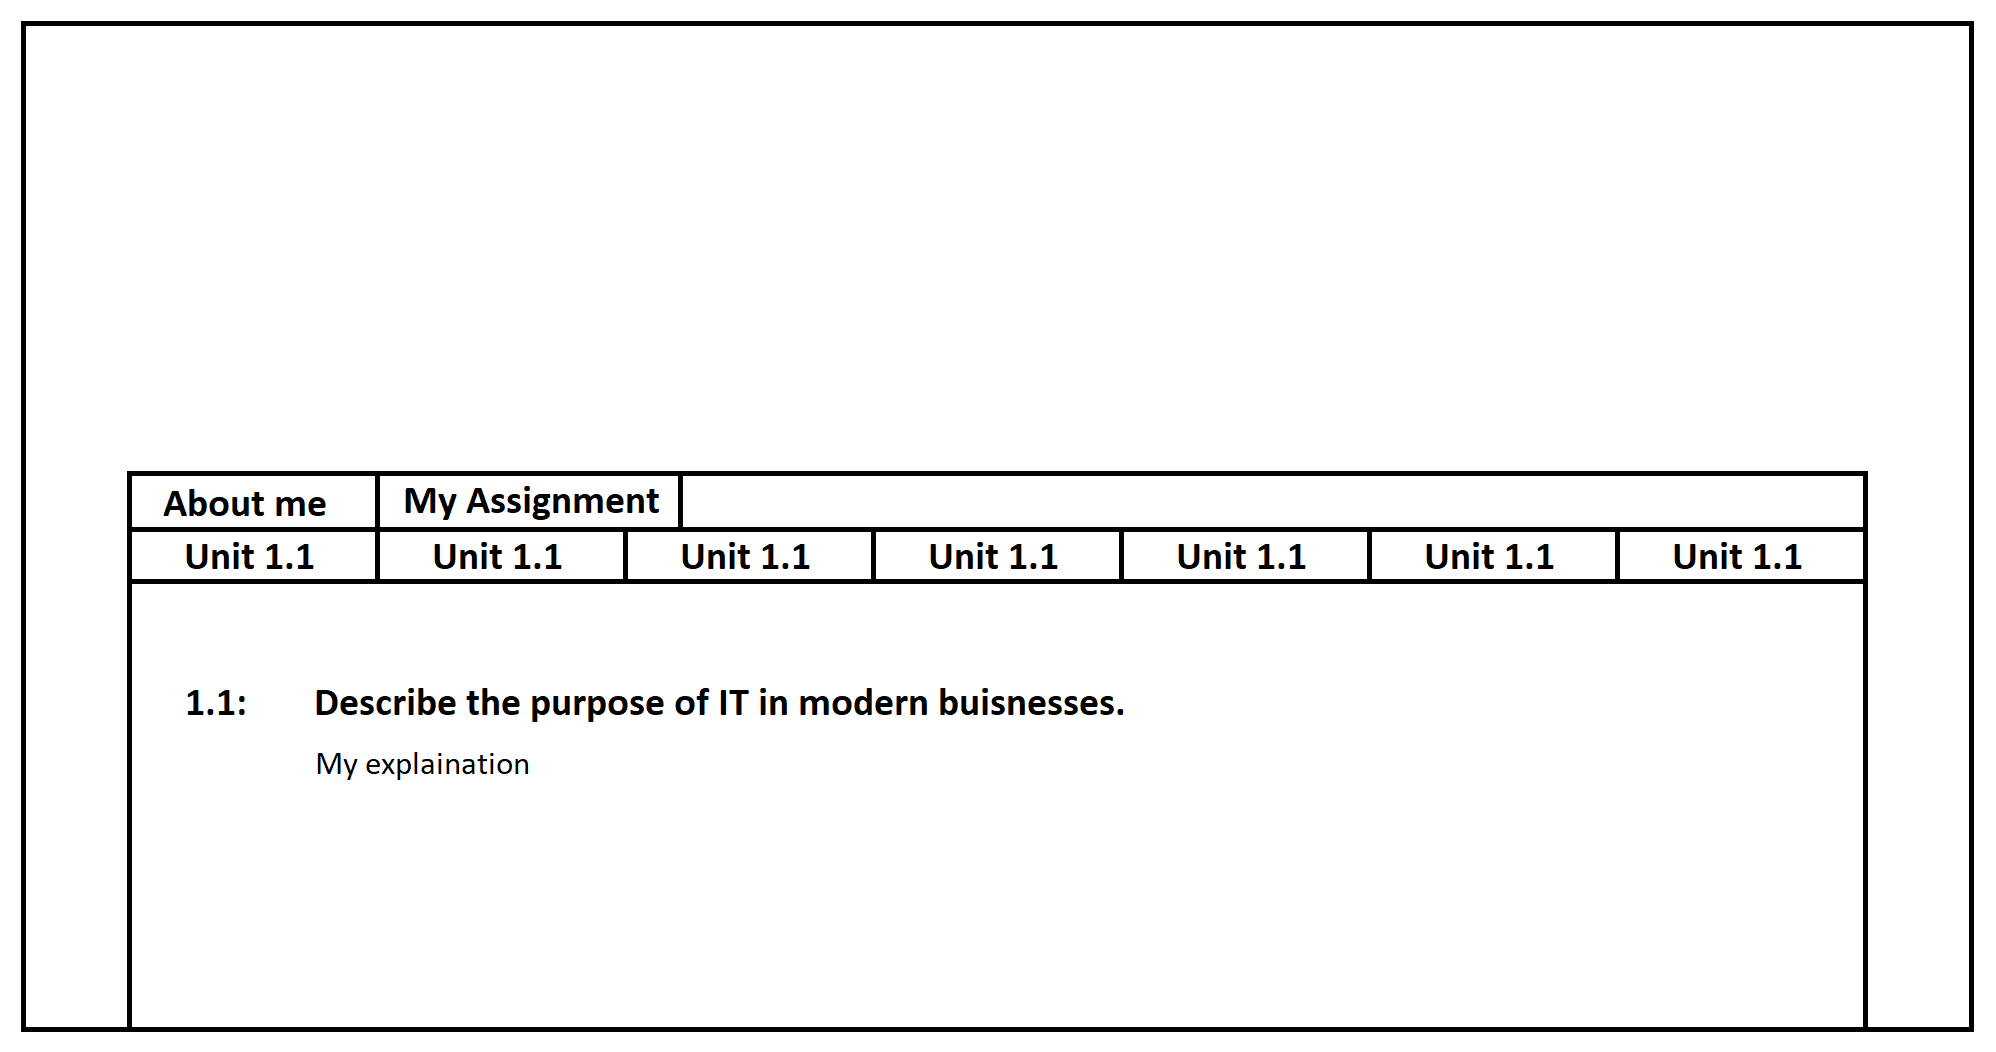 About me My Assignment
Unit 1.1 Unit 1.1 Unit 1.1 Unit 1.1 Unit 1.1 Unit 1.1 Unit 1.1
1.1: Describe the purpose of IT in modern buisnesses.
My explaination